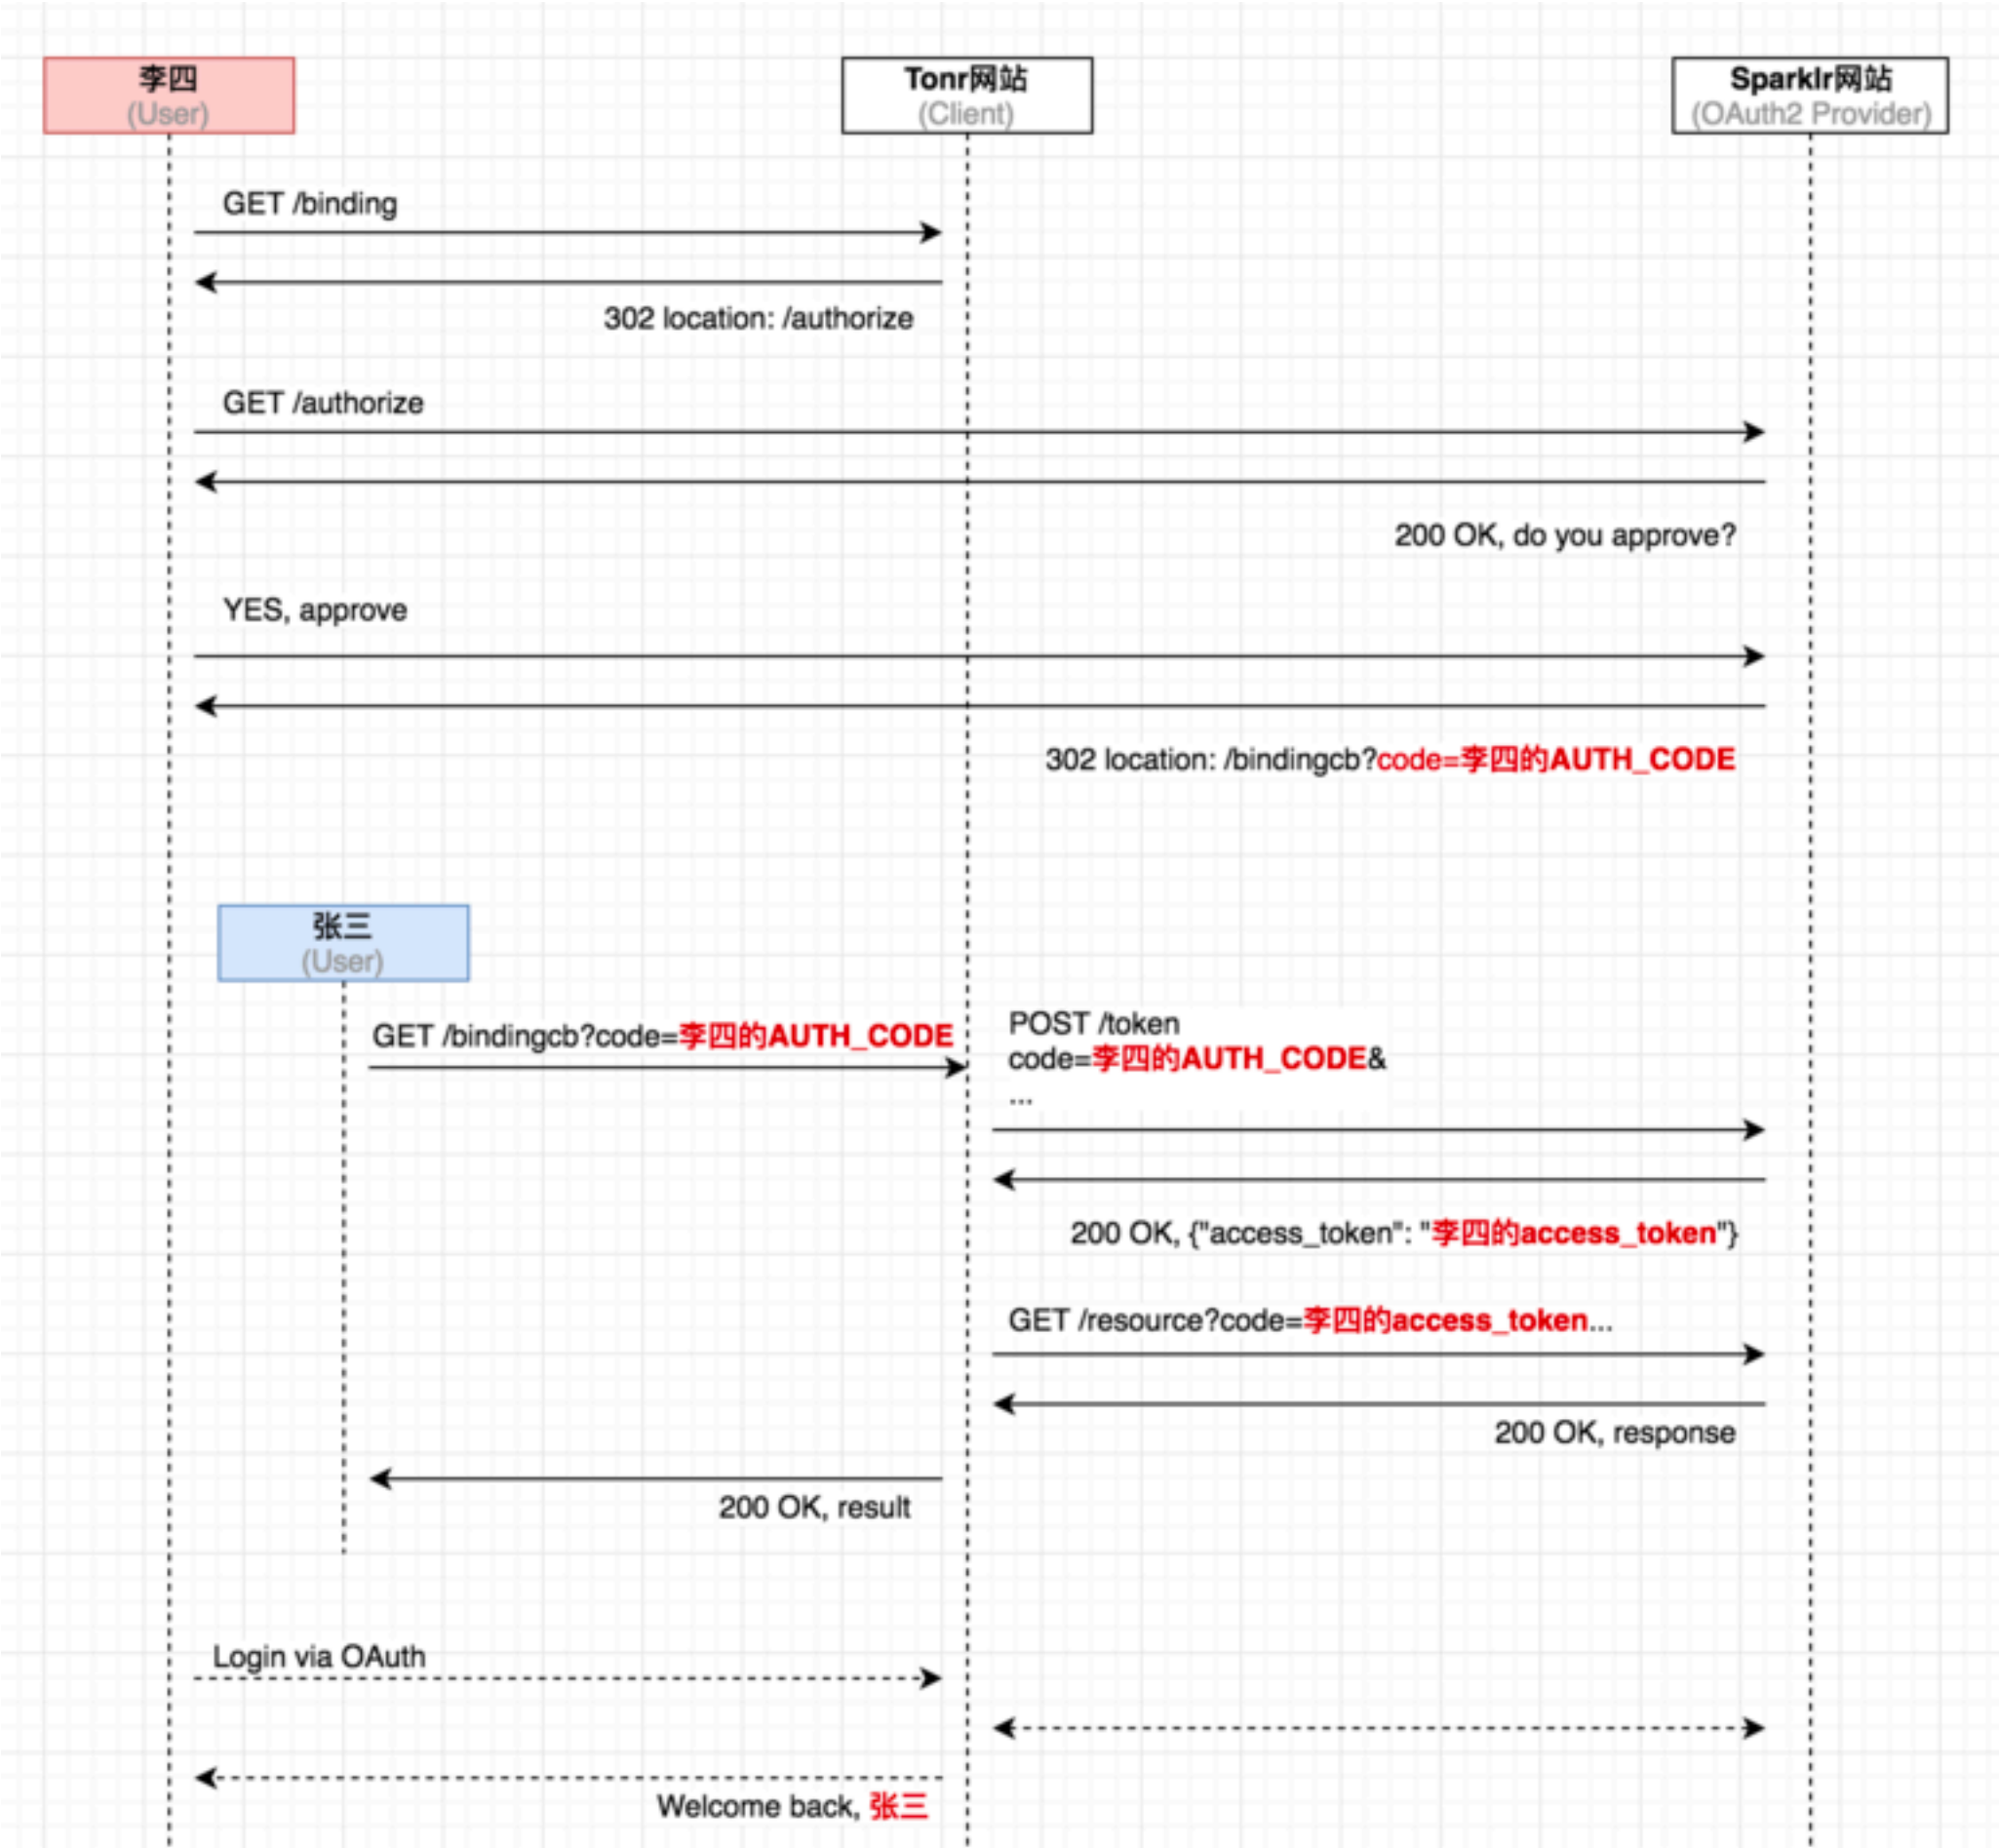 李四
(User)
Tonr网站
(Client)
Sparklr网站
(OAuth2 Provider)
GET /binding
302 location: /authorize
GET /authorize
200 OK, do you approve?
YES, approve
302 location: /bindingcb?code=李四的AUTH_CODE
张三
(User)
GET /bindingcb?code=李四的AUTH_CODE
POST /token
code=李四的AUTH_CODE&
...
200 OK, {"access_token": "李四的access_token"}
GET /resource?code=李四的access_token...
200 OK, response
200 OK, result
Login via OAuth
Welcome back, 张三